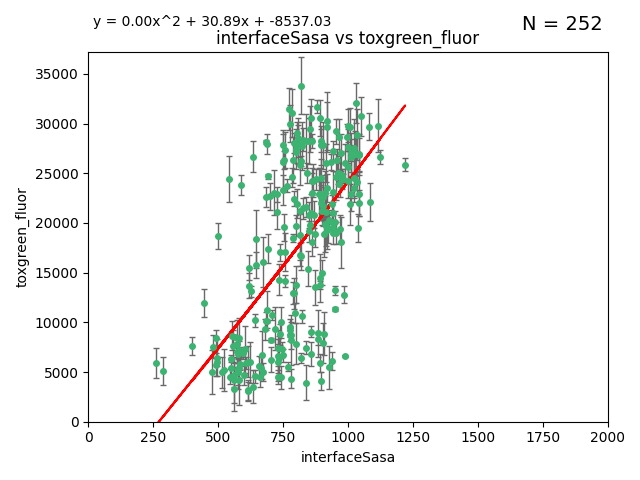 y = 0.00x^2 + 30.89x + -8537.03
N = 252
interfaceSasa vs toxgreen_fluor
toxgreen_fluor
35000
30000
25000
20000
15000
10000
5000
0
0 250 500 750 1000 1250 1500 1750 2000
interfaceSasa